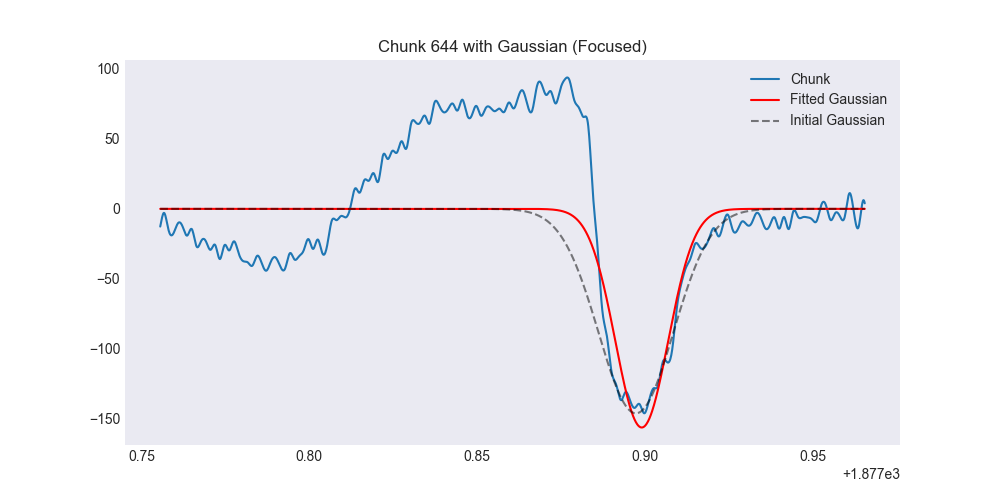 Chunk 644 with Gaussian (Focused)
Chunk
Fitted Gaussian
Initial Gaussian
100
50
0
−50
−100
−150
0.75 0.80 0.85 0.90 0.95
+1.877e3